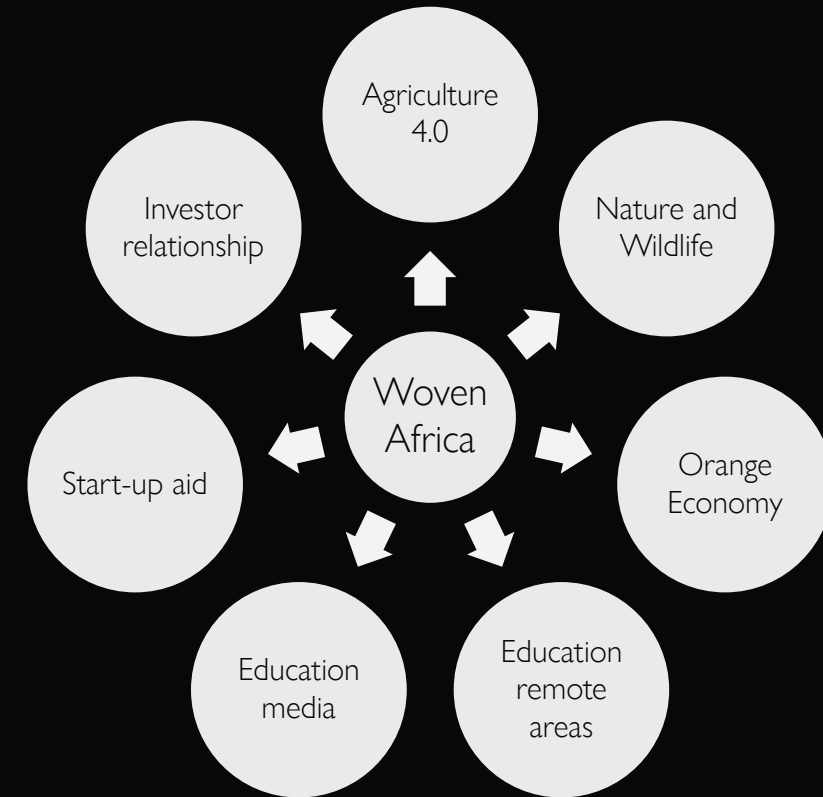 Agriculture
4.0
Investor
relationship
Nature and
Wildlife
Woven
Africa
Start-up aid
Orange
Economy
Education
media
Education
remote
areas